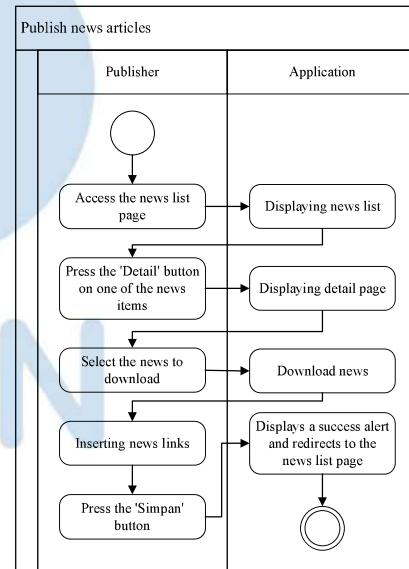 Publish news articles
Publisher
Application
Access the news list
page
Displaying news list
Press the 'Detail' button
on one of the news
items
Displaying detail page
Select the news to
download
Download news
Inserting news links
Displays a success alert
and redirects to the
news list page
Press the 'Simpan'
button
N